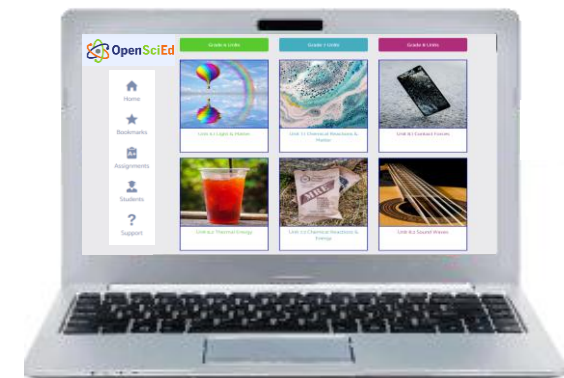 OpenSciEd
Grade 6 Units
Grade 7 Units
Grade 8 Units
Home
Bookmarks
Assignments
Students
Support
Unit 6.1 Light & Matter
Unit 7.1 Chemical Reactions &
Matter
Unit 8.1 Contact Forces
Unit 6.2 Thermal Energy
MRE
Unit 7.2 Chemical Reactions &
Energy
Unit 8.2 Sound Waves